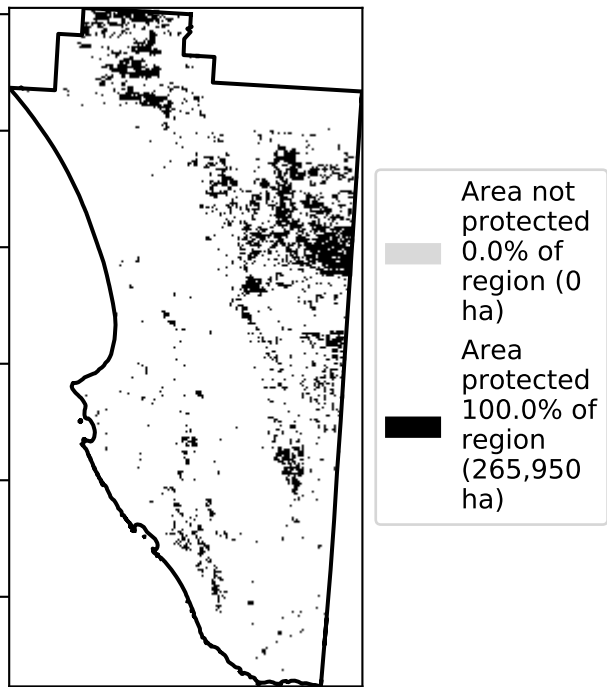 Area not
protected
0.0% of
region (0
ha)
Area
protected
100.0% of
region
(265,950
ha)